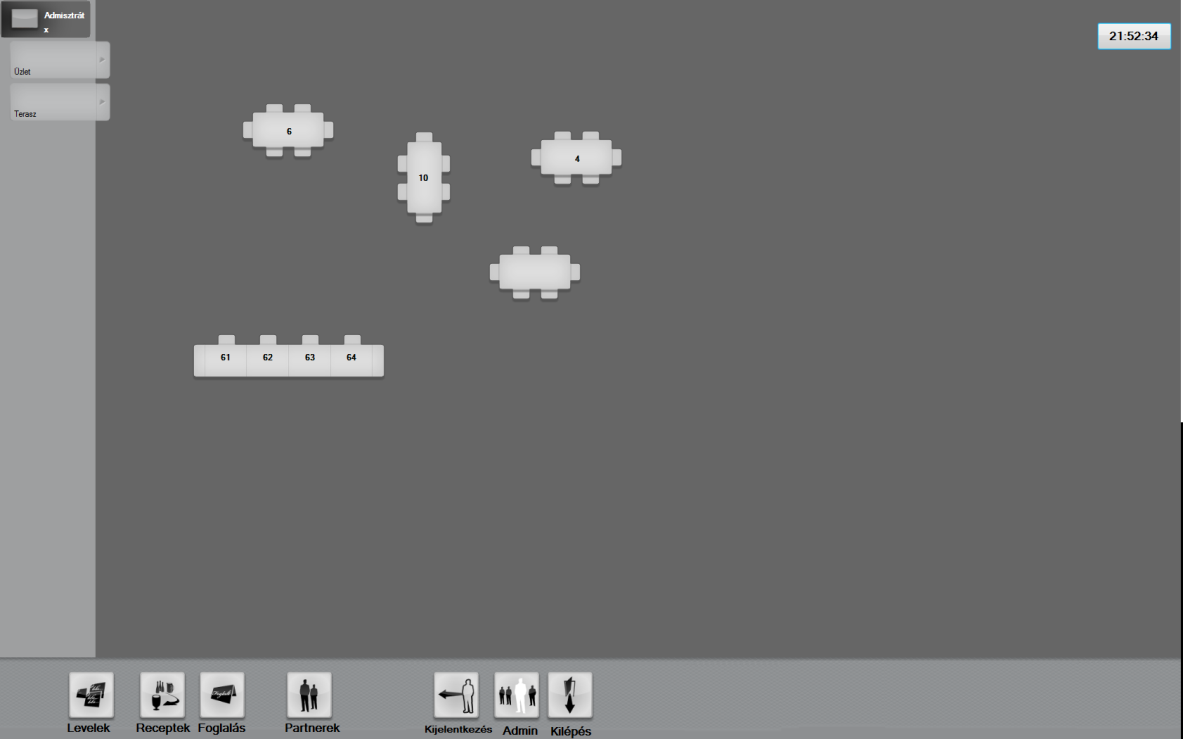 Admisztrát
x
21:52:34
Üzlet
Terasz
6
4
10
61 62 63 64
Levelek Receptek Foglalás Partnerek Kijelentkezés Admin Kilépés